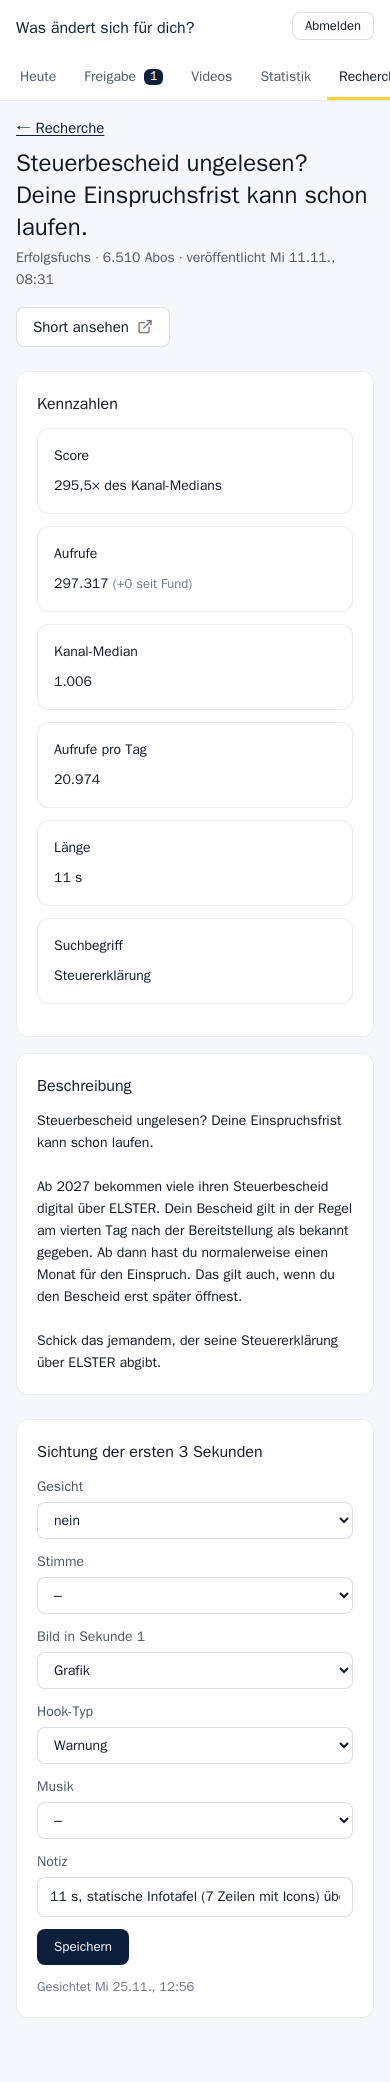 Was ändert sich für dich?
Abmelden
Heute Freigabe 1 Videos Statistik Recherc
← Recherche
Steuerbescheid ungelesen?
Deine Einspruchsfrist kann schon
laufen.
Erfolgsfuchs · 6.510 Abos · veröffentlicht Mi 11.11.,
08:31
Short ansehen
Kennzahlen
Score
295,5× des Kanal-Medians
Aufrufe
297.317 (+0 seit Fund)
Kanal-Median
1.006
Aufrufe pro Tag
20.974
Länge
11 s
Suchbegriff
Steuererklärung
Beschreibung
Steuerbescheid ungelesen? Deine Einspruchsfrist
kann schon laufen.
Ab 2027 bekommen viele ihren Steuerbescheid
digital über ELSTER. Dein Bescheid gilt in der Regel
am vierten Tag nach der Bereitstellung als bekannt
gegeben. Ab dann hast du normalerweise einen
Monat für den Einspruch. Das gilt auch, wenn du
den Bescheid erst später öffnest.
Schick das jemandem, der seine Steuererklärung
über ELSTER abgibt.
Sichtung der ersten 3 Sekunden
Gesicht
nein
Stimme
–
Bild in Sekunde 1
Grafik
Hook-Typ
Warnung
Musik
–
Notiz
11 s, statische Infotafel (7 Zeilen mit Icons) üb
Speichern
Gesichtet Mi 25.11., 12:56